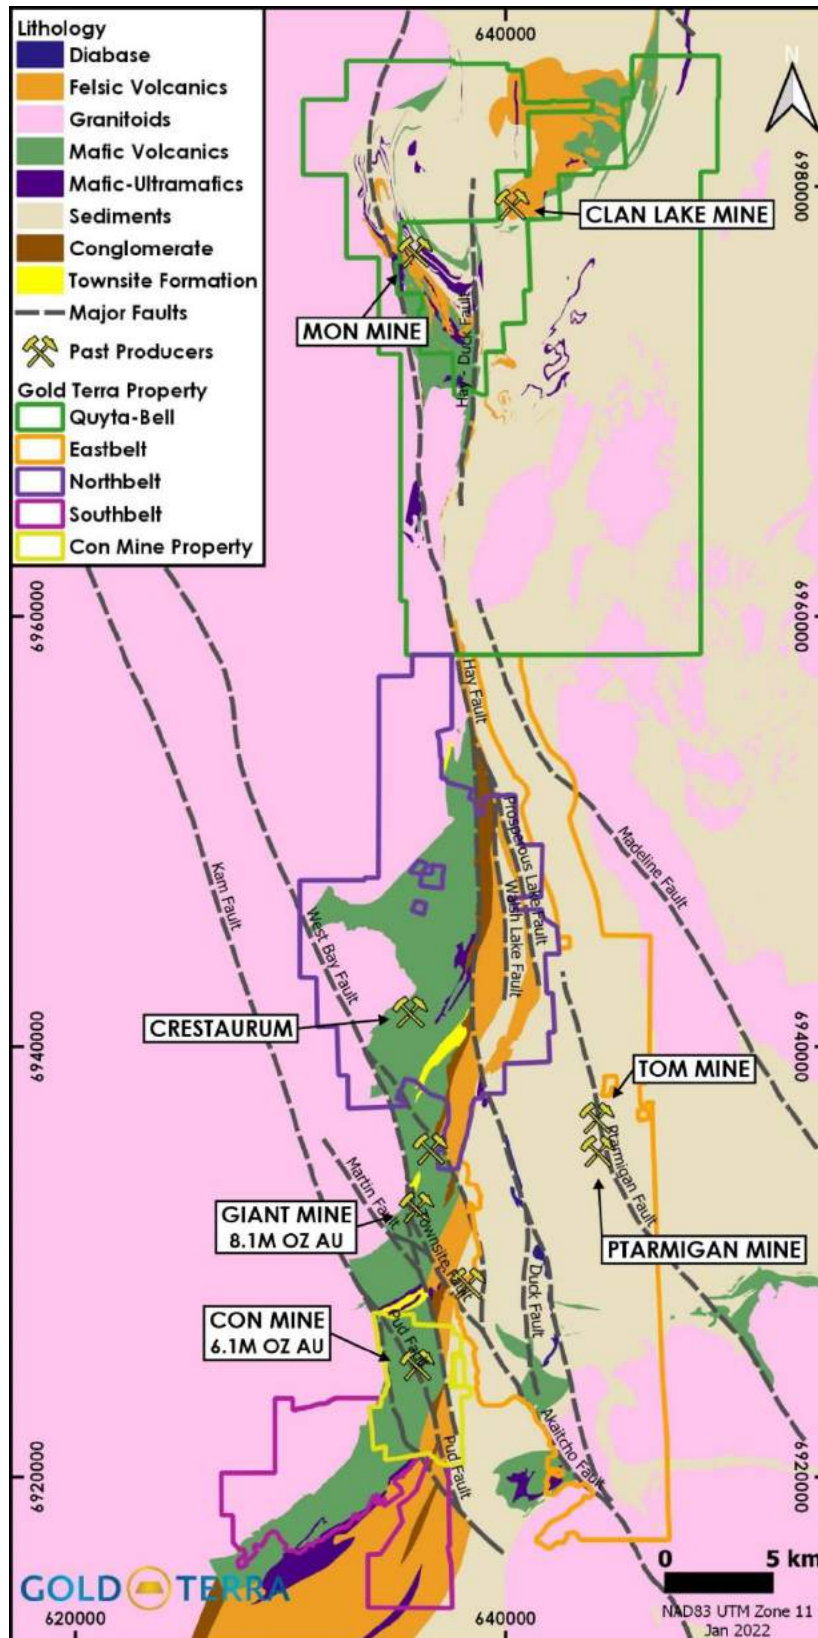 Lithology
Diabase
Felsic Volcanics
Granitoids
Mafic Volcanics
Mafic-Ultramafics
Sediments
Conglomerate
Townsite Formation
Major Faults
Past Producers
Gold Terra Property
Quyta-Bell
Eastbelt
Northbelt
Southbelt
Con Mine Property
640000
N
6980000
6980000
CLAN LAKE MINE
MON MINE
Hay - Duck Fault
6960000
6960000
Hay Fault
Prosperous Lake Fault
Walsh Lake Fault
Madeline Fault
Kam Fault
West Bay Fault
CRESTAURUM
6940000
6940000
TOM MINE
Ptarmigan Fault
PTARMIGAN MINE
Martin Fault
GIANT MINE
8.1M OZ AU
Townsite Fault
Duck Fault
CON MINE
6.1M OZ AU
Pud Fault
Pud Fault
Akaitcho Fault
6920000
6920000
GOLD TERRA
0 5 km
NAD83 UTM Zone 11
Jan 2022
620000
640000